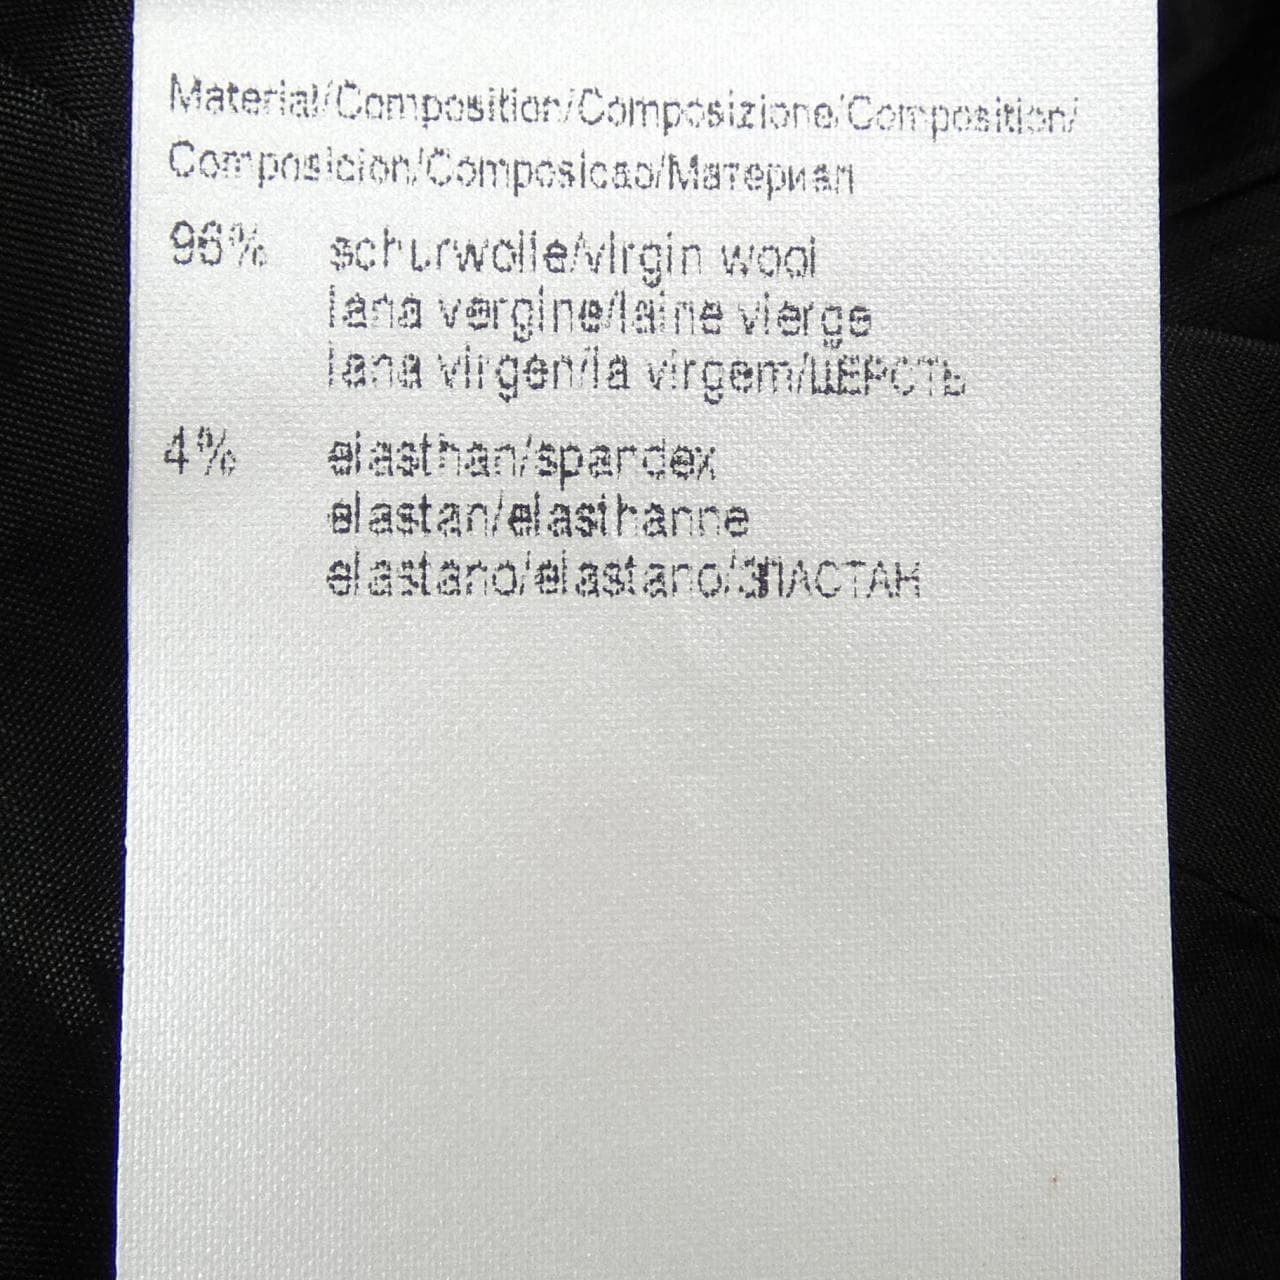 Material/Composition/Composizione/Composition/
Composicion/Composicao/Материал
96% schurwolle/virgin wool
lana vergine/laine vierge
lana virgen/la virgem/ШЕРСТЬ
4% elasthan/spandex
elastan/elasthanne
elastano/elastano/ЭЛАСТАН